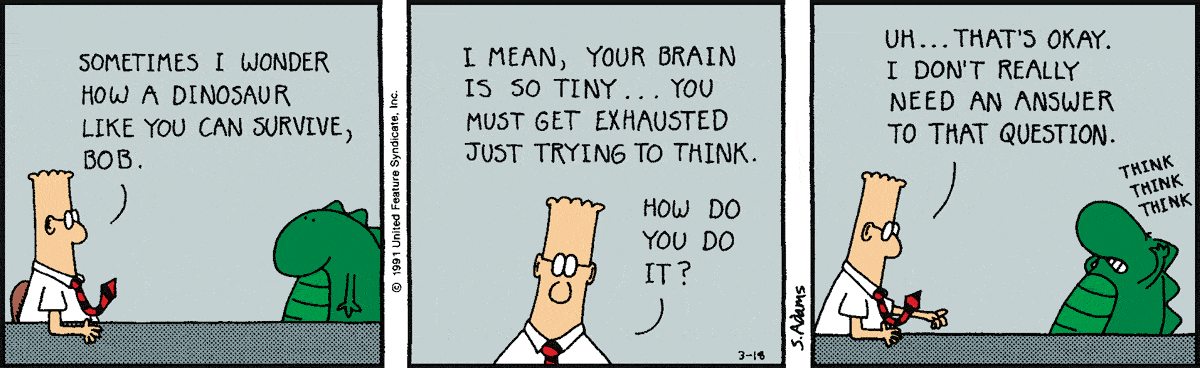 SOMETIMES I WONDER
HOW A DINOSAUR
LIKE YOU CAN SURVIVE,
BOB.
© 1991 United Feature Syndicate, Inc.
I MEAN, YOUR BRAIN
IS SO TINY... YOU
MUST GET EXHAUSTED
JUST TRYING TO THINK.
HOW DO
YOU DO
IT?
3-18
S.Adams
UH...THAT'S OKAY.
I DON'T REALLY
NEED AN ANSWER
TO THAT QUESTION.
THINK
THINK
THINK